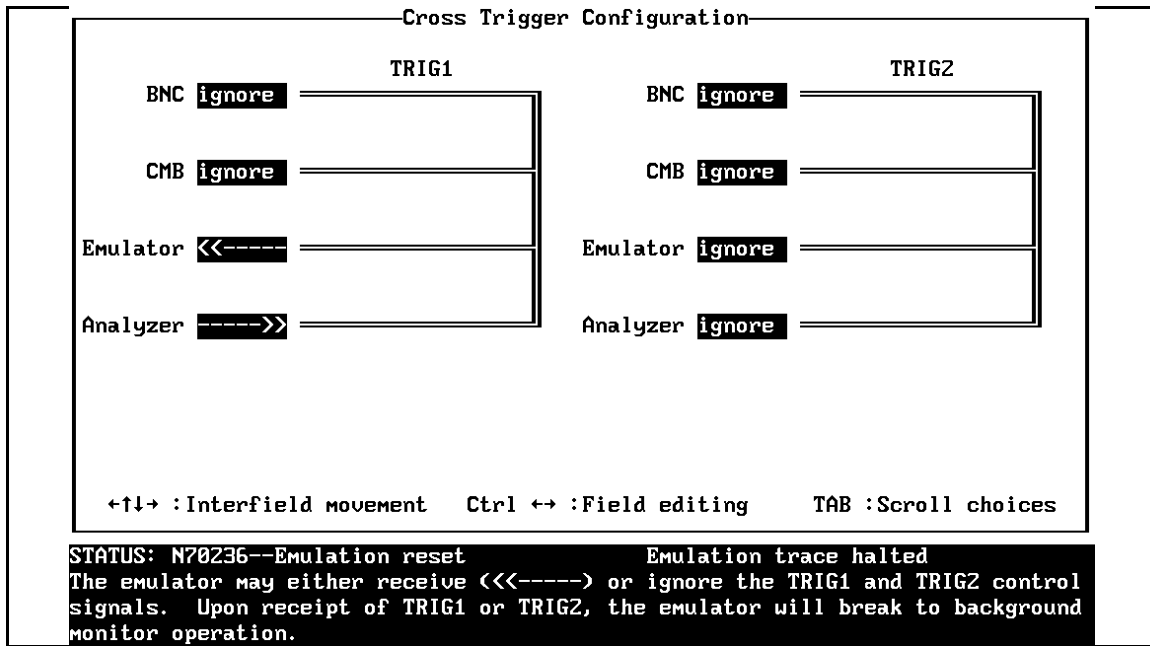 Cross Trigger Configuration
TRIG1 TRIG2
BNC ignore BNC ignore
CMB ignore CMB ignore
Emulator <<----- Emulator ignore
Analyzer ----->> Analyzer ignore
←↑↓→ :Interfield movement Ctrl ↔ :Field editing TAB :Scroll choices
STATUS: N70236--Emulation reset Emulation trace halted
The emulator may either receive (<<-----) or ignore the TRIG1 and TRIG2 control
signals. Upon receipt of TRIG1 or TRIG2, the emulator will break to background
monitor operation.